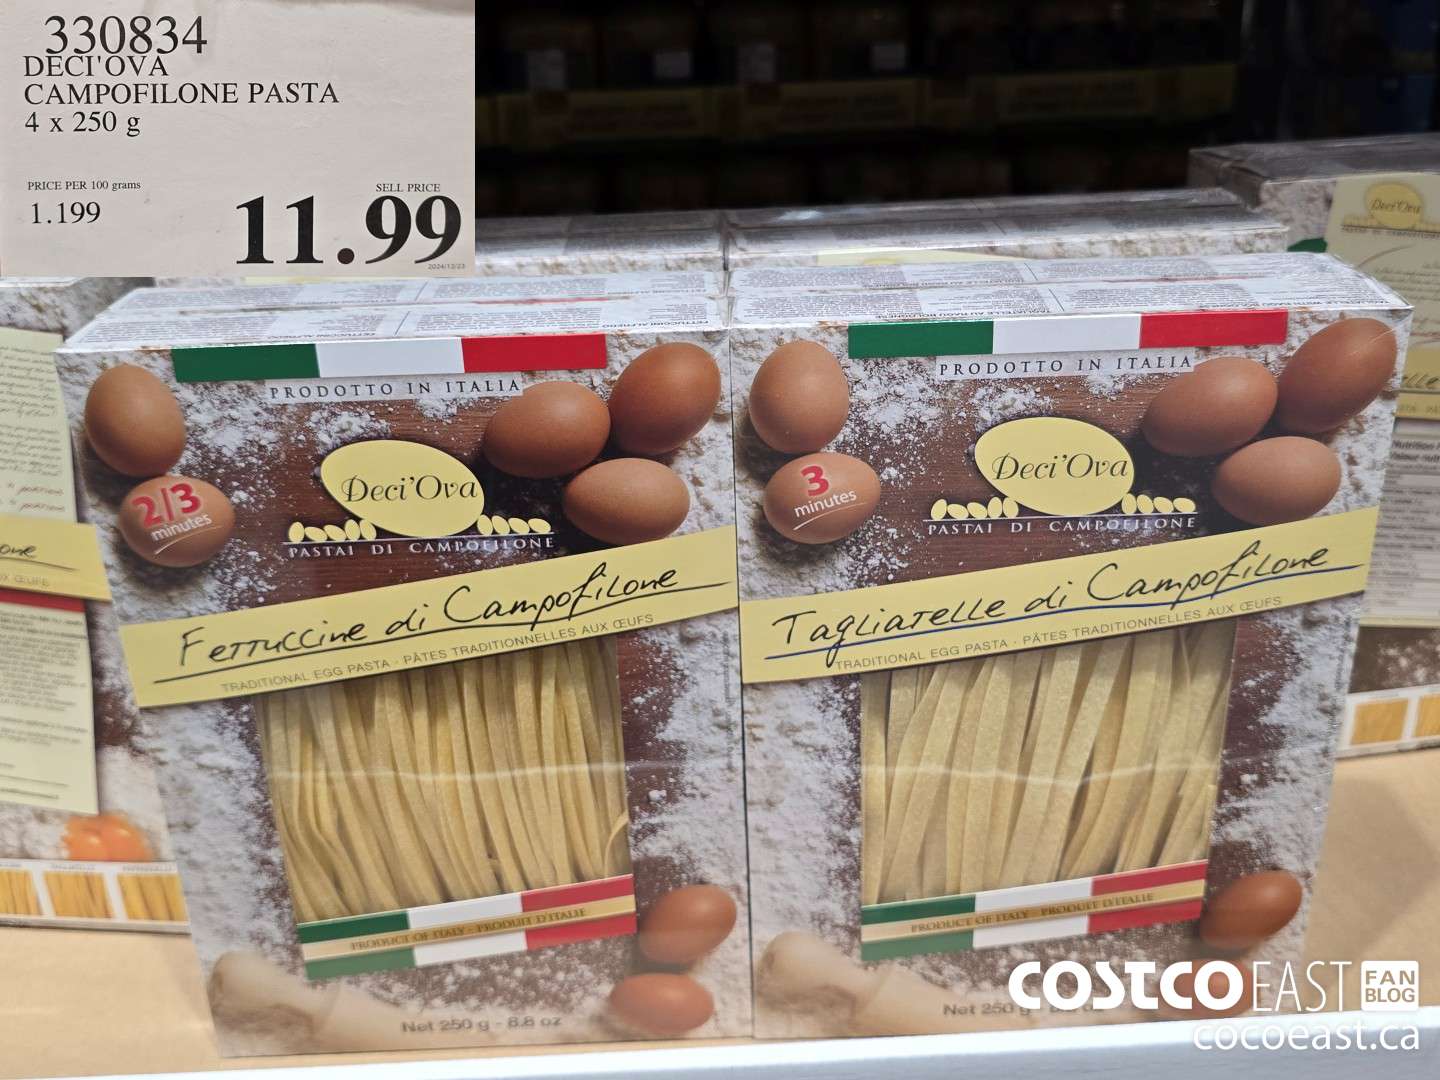 330834
DECI'OVA
CAMPOFILONE PASTA
4 x 250 g
PRICE PER 100 grams
1.199
SELL PRICE
11.99
2024/12/23
PRODOTTO IN ITALIA
2/3
minutes
Deci'Ova
PASTAI DI CAMPOFILONE
Fettuccine di Campofilone
TRADITIONAL EGG PASTA - PÂTES TRADITIONNELLES AUX ŒUFS
PRODUCT OF ITALY - PRODUIT D'ITALIE
Net 250 g - 8.8 oz
PRODOTTO IN ITALIA
3
minutes
Deci'Ova
PASTAI DI CAMPOFILONE
Tagliatelle di Campofilone
TRADITIONAL EGG PASTA - PÂTES TRADITIONNELLES AUX ŒUFS
PRODUCT OF ITALY - PRODUIT D'ITALIE
Net 250 g
Deci'Ova
COSTCO EAST FAN BLOG
cocoeast.ca